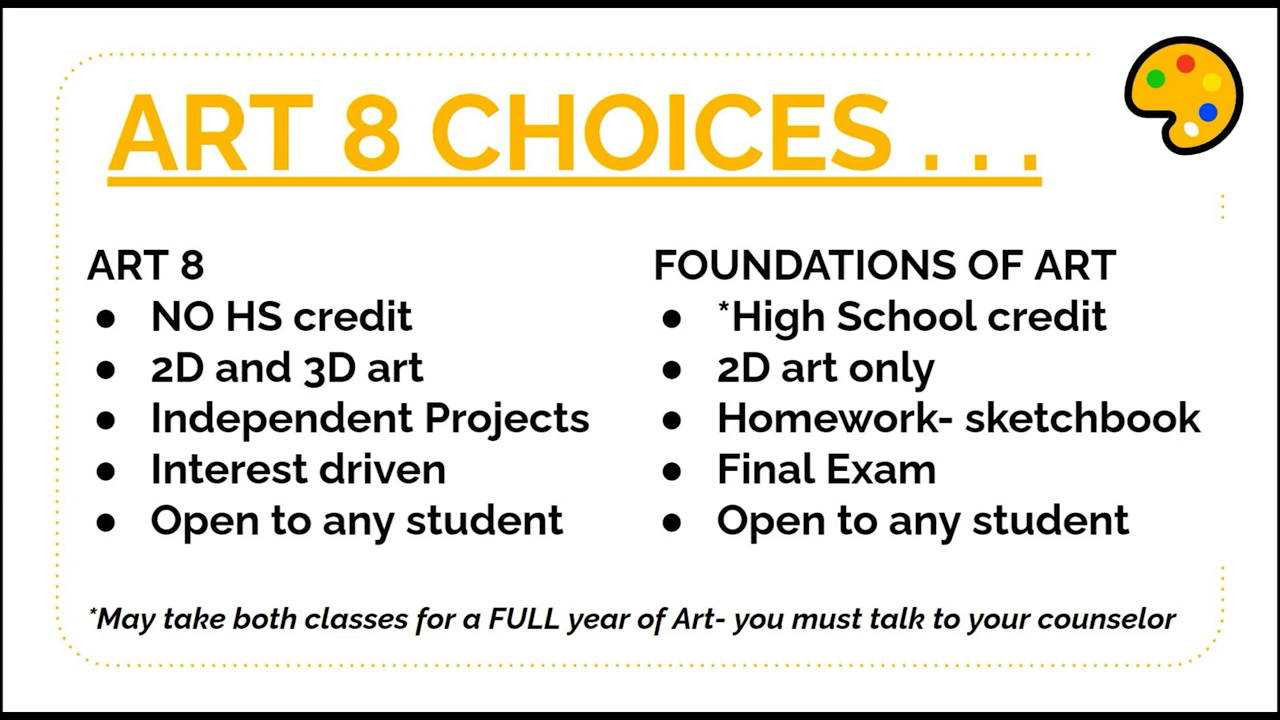 ART 8 CHOICES . . .
ART 8
● NO HS credit
● 2D and 3D art
● Independent Projects
● Interest driven
● Open to any student
FOUNDATIONS OF ART
● *High School credit
● 2D art only
● Homework- sketchbook
● Final Exam
● Open to any student
*May take both classes for a FULL year of Art- you must talk to your counselor